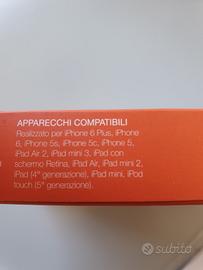 APPARECCHI COMPATIBILI
Realizzato per iPhone 6 Plus, iPhone
6, iPhone 5s, iPhone 5c, iPhone 5,
iPad Air 2, iPad mini 3, iPad con
schermo Retina, iPad Air, iPad mini 2,
iPad (4ª generazione), iPad mini, iPod
touch (5ª generazione).
subito